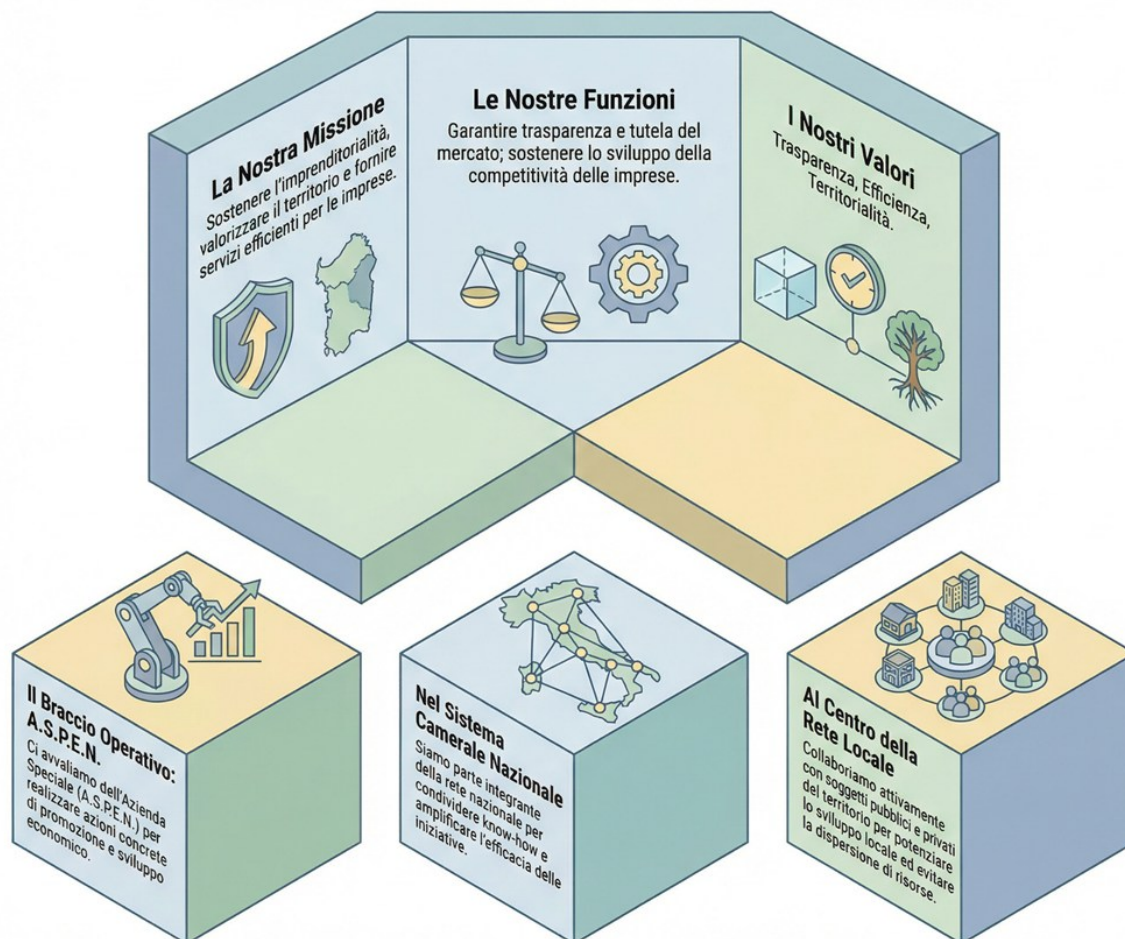 La Nostra Missione
Sostenere l'imprenditorialità,
valorizzare il territorio e fornire
servizi efficienti per le imprese.
Le Nostre Funzioni
Garantire trasparenza e tutela del
mercato; sostenere lo sviluppo della
competitività delle imprese.
I Nostri Valori
Trasparenza, Efficienza,
Territorialità.
Il Braccio Operativo:
A.S.P.E.N.
Ci avvaliamo dell'Azienda
Speciale (A.S.P.E.N.) per
realizzare azioni concrete
di promozione e sviluppo
economico.
Nel Sistema
Camerale Nazionale
Siamo parte integrante
della rete nazionale per
condividere know-how e
amplificare l'efficacia delle
iniziative.
Al Centro della
Rete Locale
Collaboriamo attivamente
con soggetti pubblici e privati
del territorio per potenziare
lo sviluppo locale ed evitare
la dispersione di risorse.